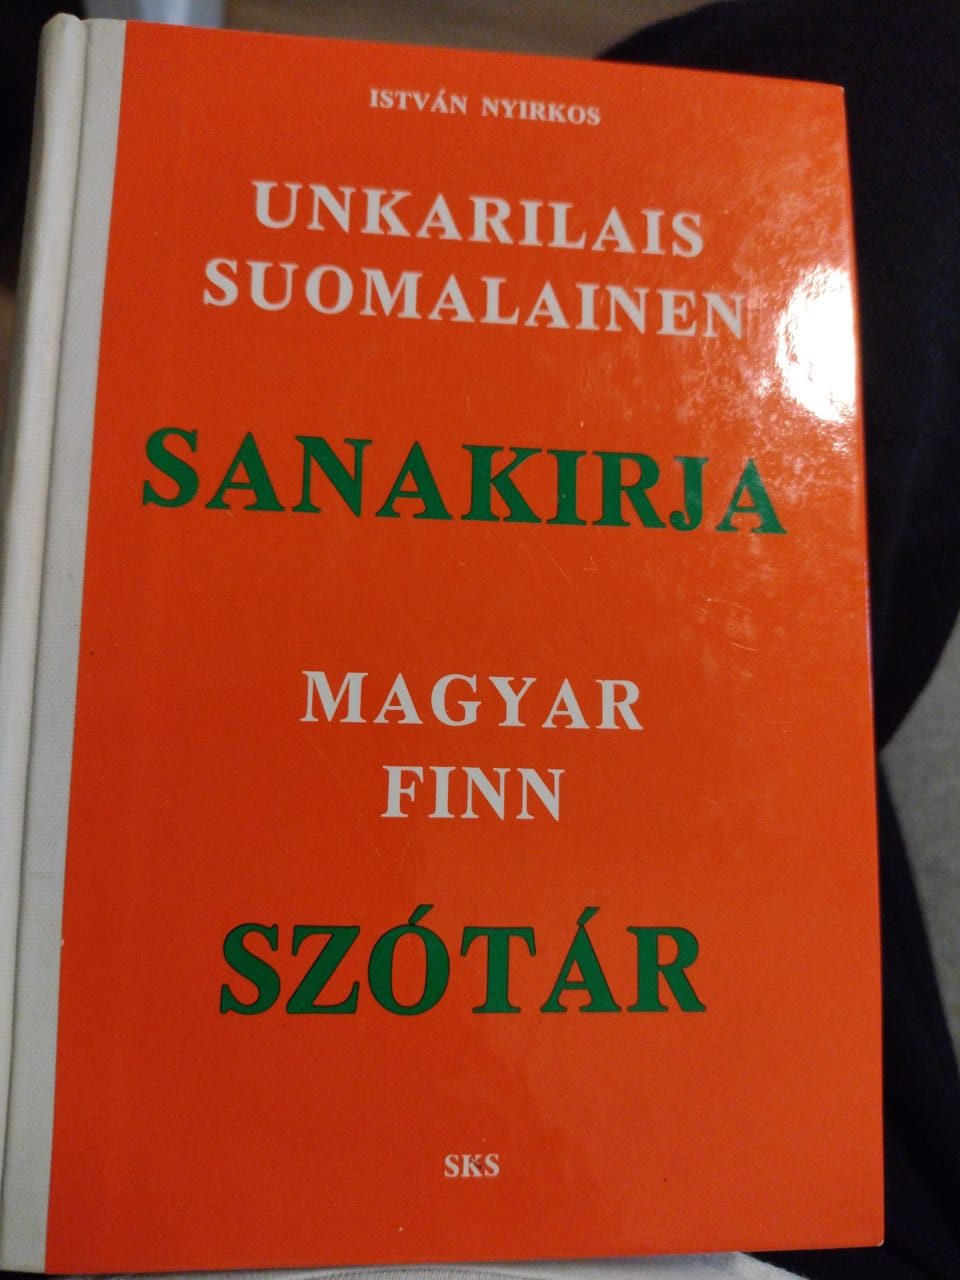 ISTVÁN NYIRKOS
UNKARILAIS
SUOMALAINEN
SANAKIRJA
MAGYAR
FINN
SZÓTÁR
SKS